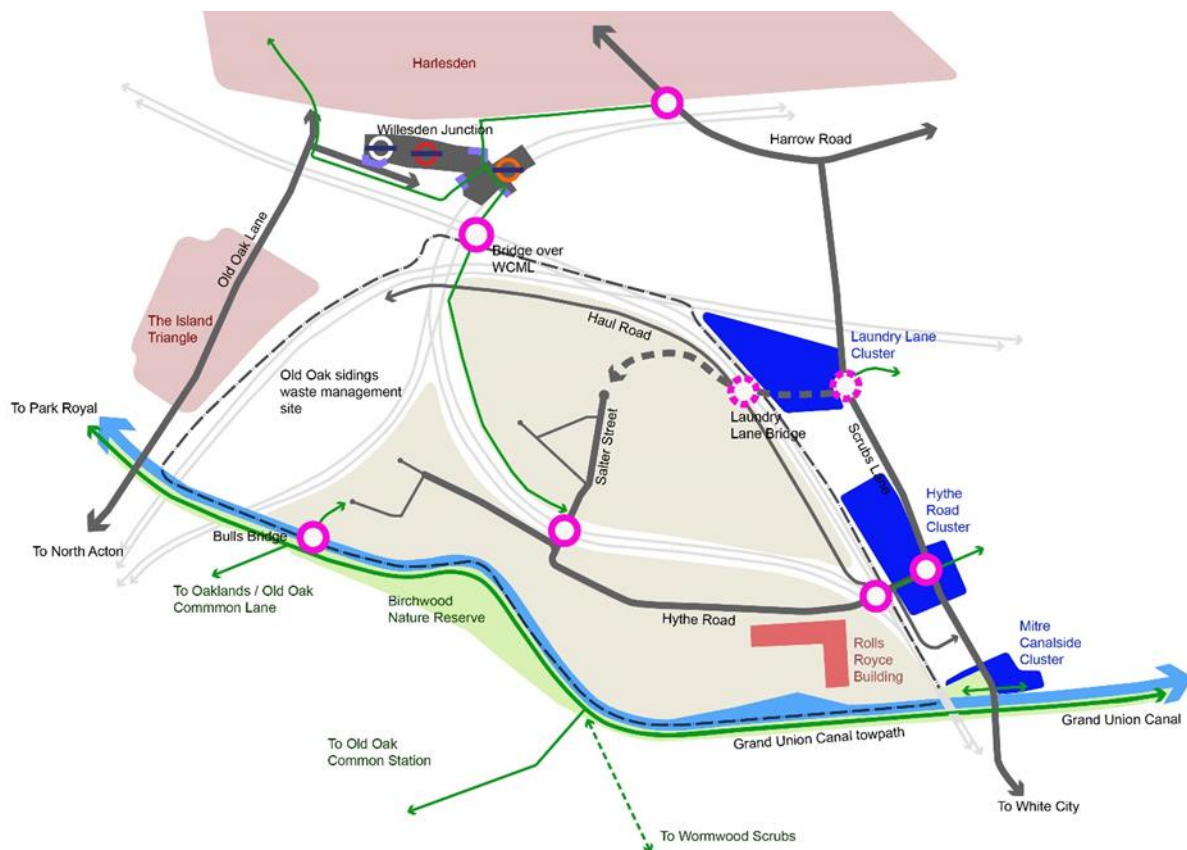 Harlesden
Willesden Junction
Harrow Road
Old Oak Lane
Bridge over
WCML
The Island
Triangle
Haul Road
Laundry Lane
Cluster
Old Oak sidings
waste management
site
To Park Royal
Salter Street
Laundry
Lane Bridge
Scrubs Lane
Hythe
Road
Cluster
Bulls Bridge
To North Acton
To Oaklands / Old Oak
Commmon Lane
Birchwood
Nature Reserve
Hythe Road
Rolls
Royce
Building
Mitre
Canalside
Cluster
Grand Union Canal
Grand Union Canal towpath
To Old Oak
Common Station
To White City
To Wormwood Scrubs